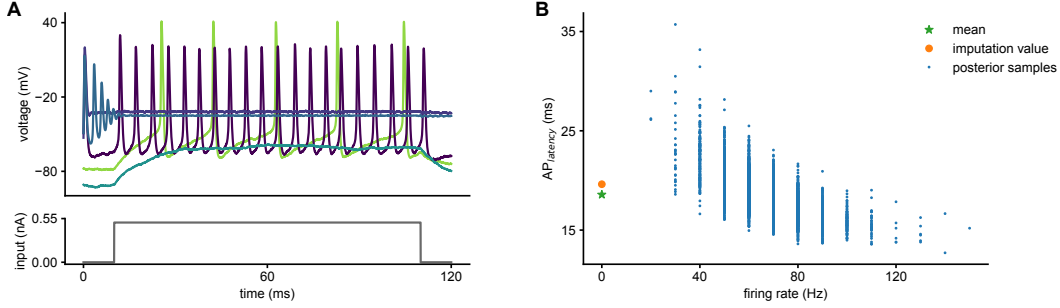 A
40
−20
−80
voltage (mV)
0.55
0.00
input (nA)
0
60
120
time (ms)
B
mean
imputation value
posterior samples
35
25
15
APlatency (ms)
0
40
80
120
firing rate (Hz)